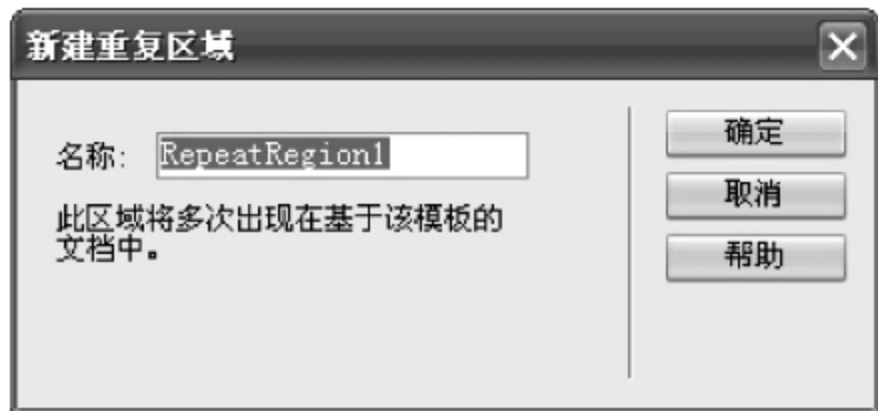 新建重复区域
名称: RepeatRegion1
此区域将多次出现在基于该模板的
文档中。
确定
取消
帮助